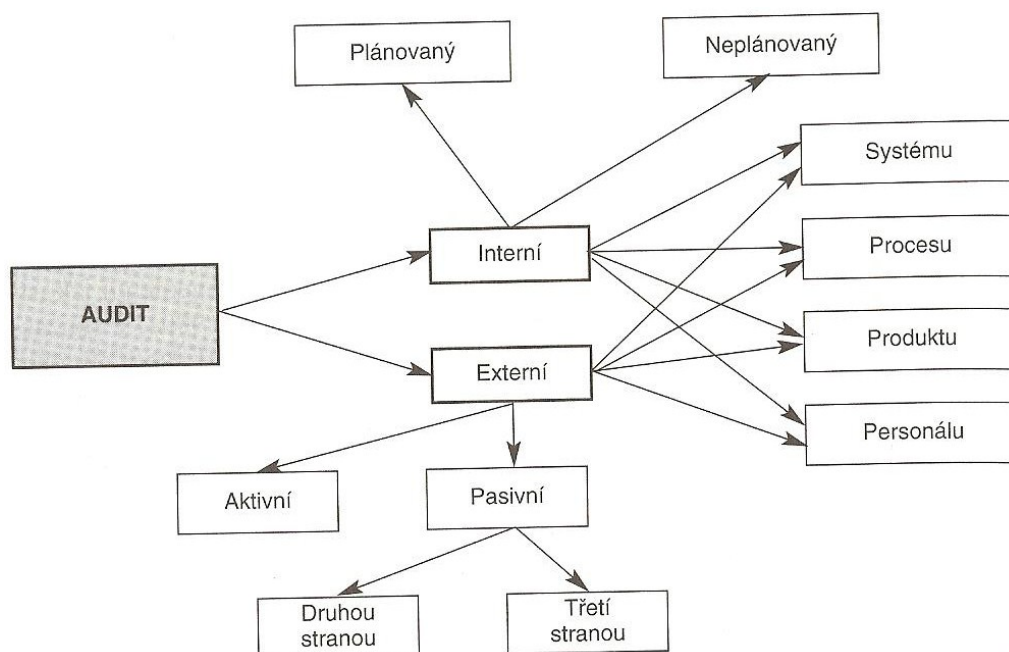 Plánovaný
Neplánovaný
Systému
Interní
Procesu
AUDIT
Produktu
Externí
Personálu
Aktivní
Pasivní
Druhou
stranou
Třetí
stranou